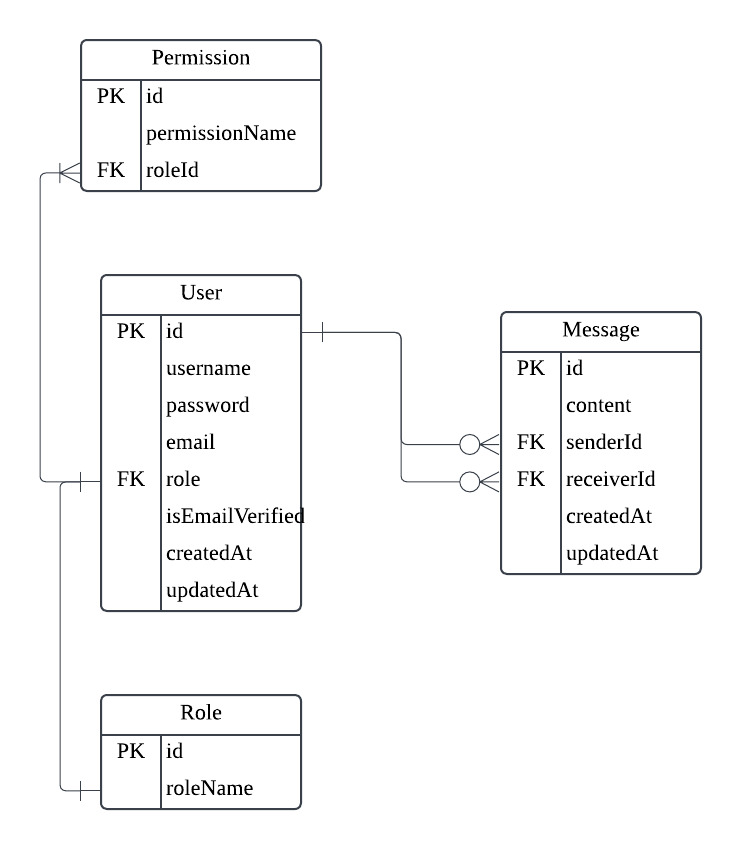 Permission
PK id
permissionName
FK roleId
User
PK id
username
password
email
FK role
isEmailVerified
createdAt
updatedAt
Message
PK id
content
FK senderId
FK receiverId
createdAt
updatedAt
Role
PK id
roleName